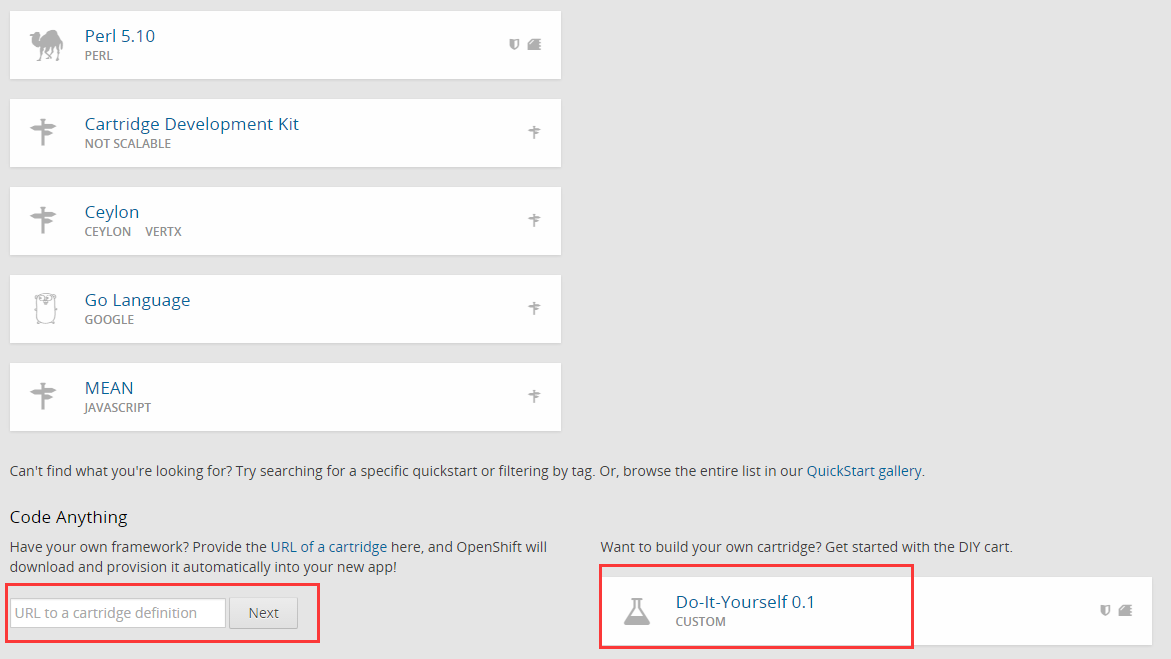 Perl 5.10
PERL
Cartridge Development Kit
NOT SCALABLE
Ceylon
CEYLON VERTX
Go Language
GOOGLE
MEAN
JAVASCRIPT
Can't find what you're looking for? Try searching for a specific quickstart or filtering by tag. Or, browse the entire list in our QuickStart gallery.
Code Anything
Have your own framework? Provide the URL of a cartridge here, and OpenShift will
download and provision it automatically into your new app!
URL to a cartridge definition
Next
Want to build your own cartridge? Get started with the DIY cart.
Do-It-Yourself 0.1
CUSTOM